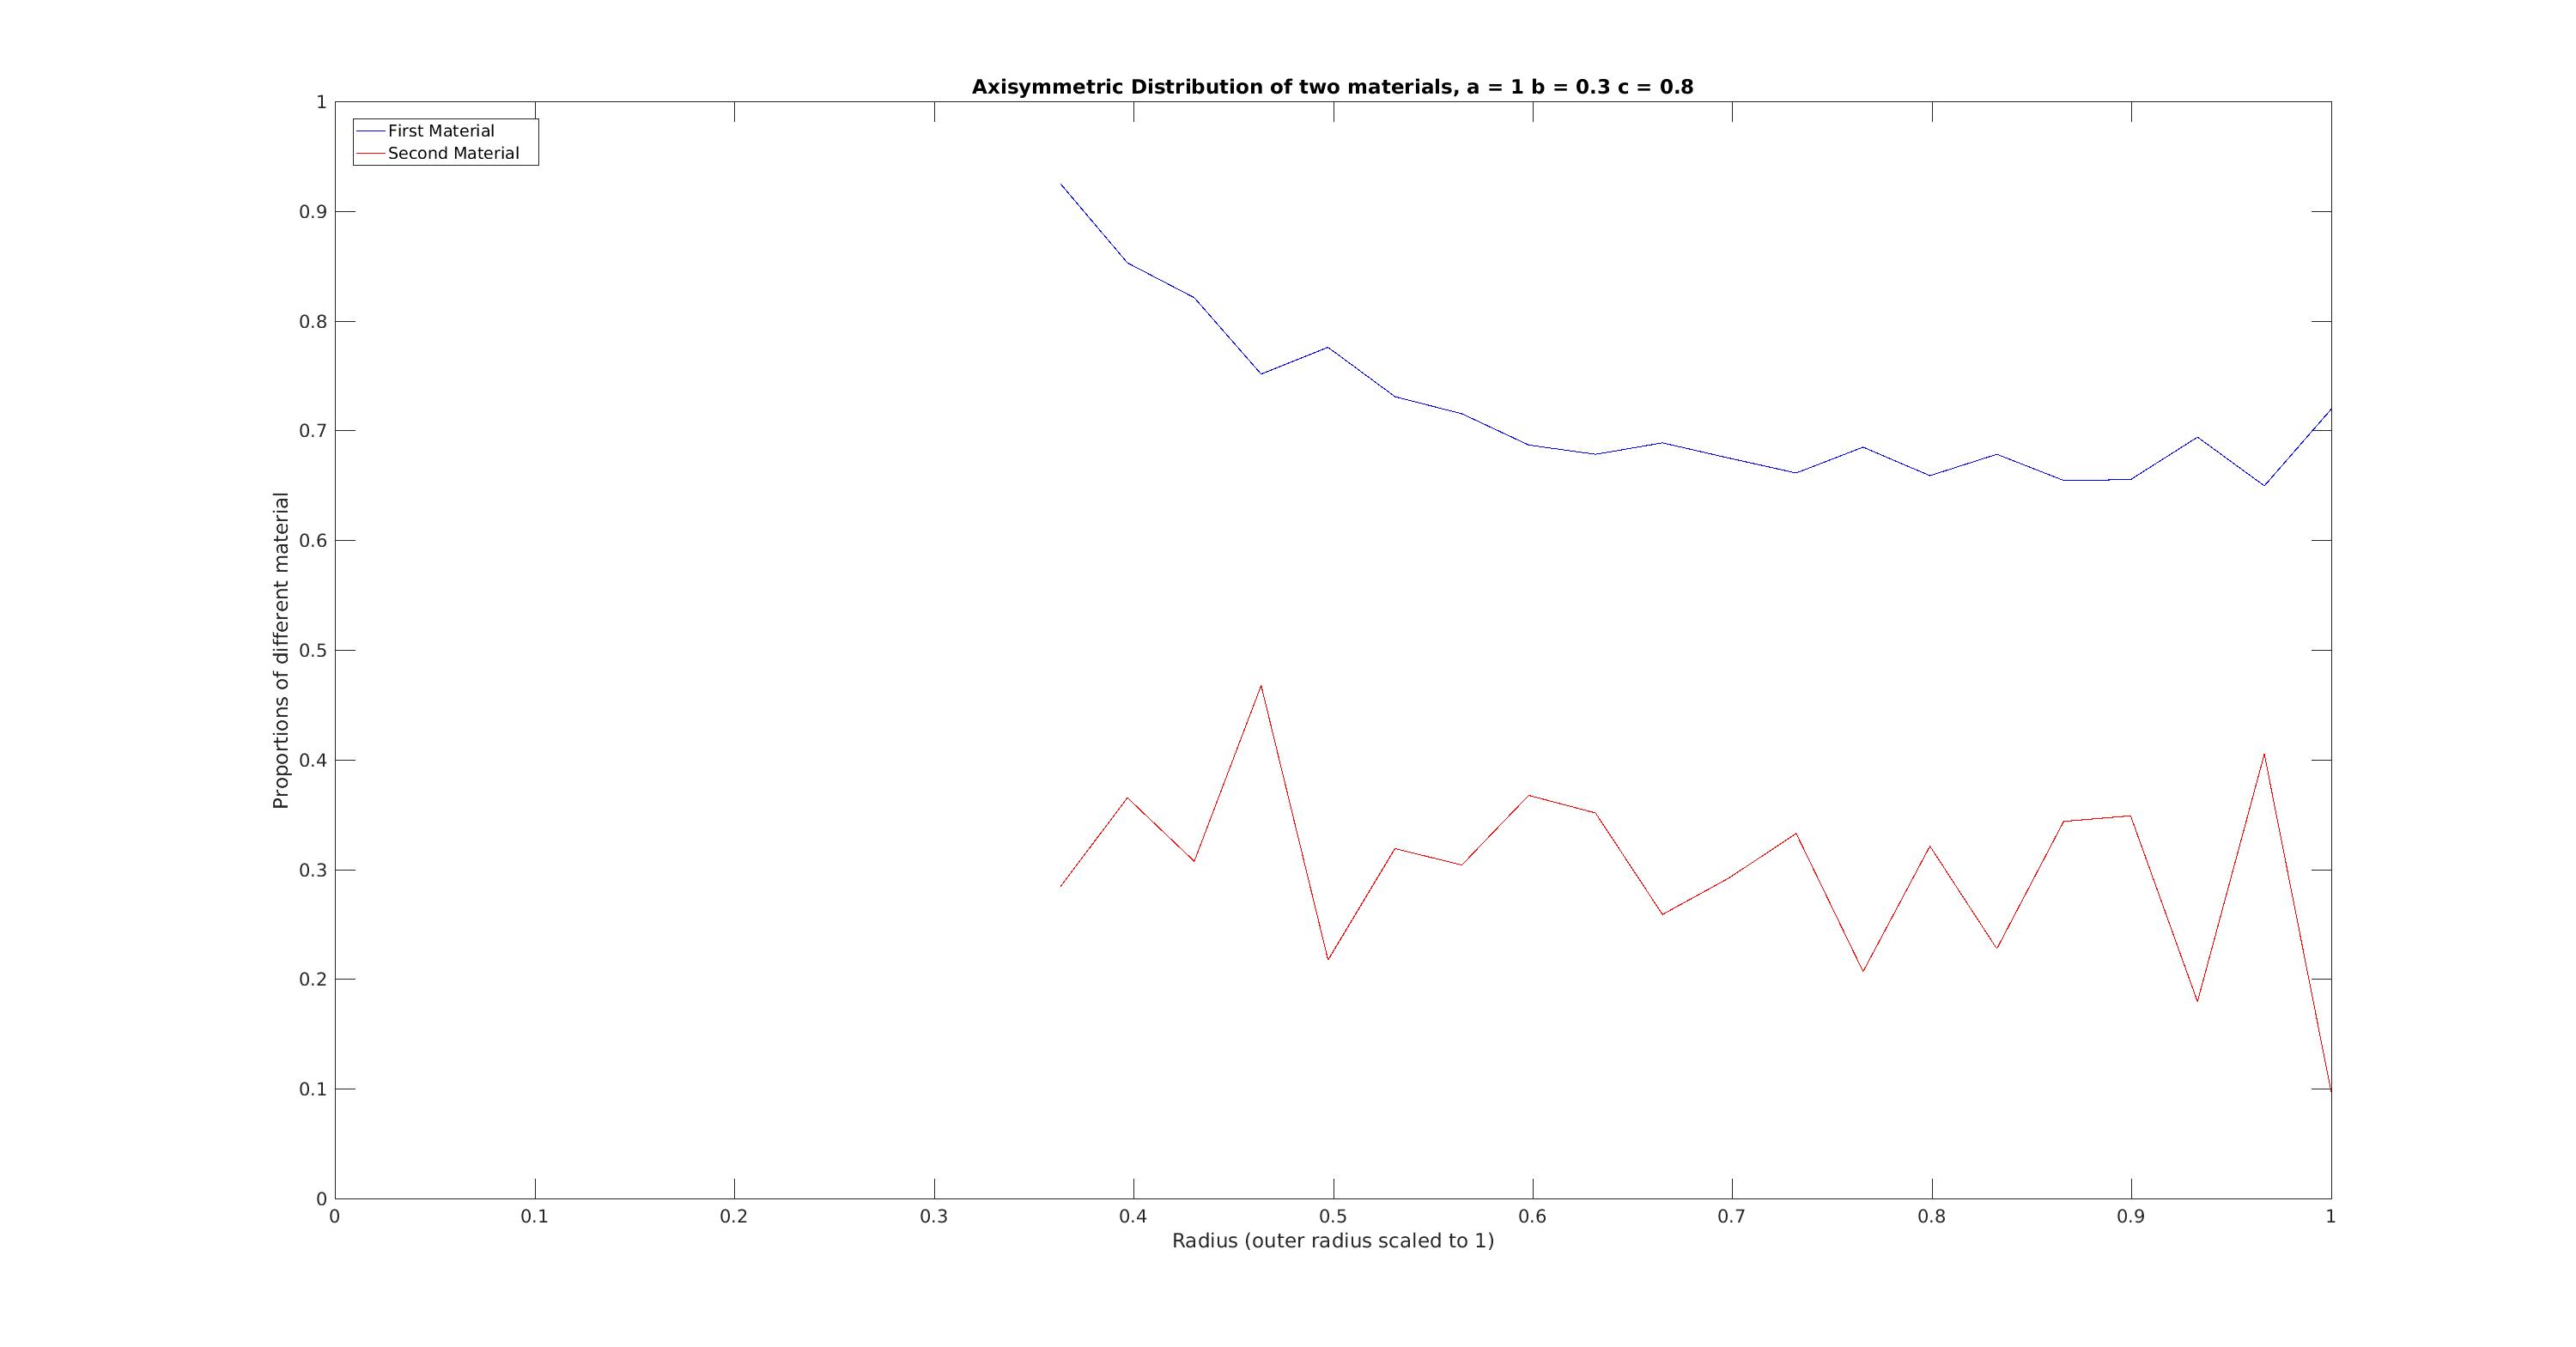 Axisymmetric Distribution of two materials, a = 1 b = 0.3 c = 0.8
First Material
Second Material
1
0.9
0.8
0.7
0.6
0.5
0.4
0.3
0.2
0.1
0
Proportions of different material
0 0.1 0.2 0.3 0.4 0.5 0.6 0.7 0.8 0.9 1
Radius (outer radius scaled to 1)